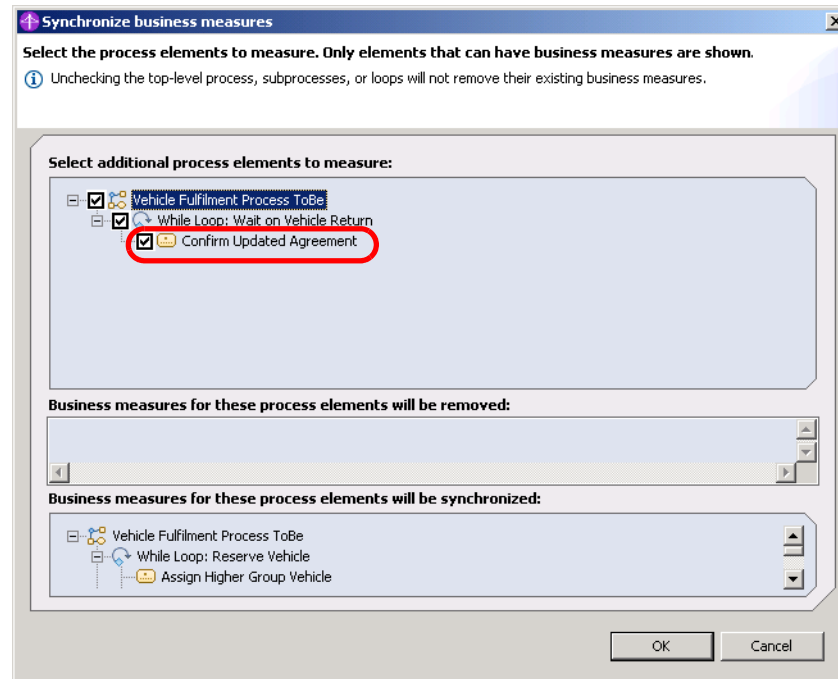 Synchronize business measures
Select the process elements to measure. Only elements that can have business measures are shown.
Unchecking the top-level process, subprocesses, or loops will not remove their existing business measures.
Select additional process elements to measure:
Vehicle Fulfilment Process ToBe
While Loop: Wait on Vehicle Return
Confirm Updated Agreement
Business measures for these process elements will be removed:
Business measures for these process elements will be synchronized:
Vehicle Fulfilment Process ToBe
While Loop: Reserve Vehicle
Assign Higher Group Vehicle
OK Cancel